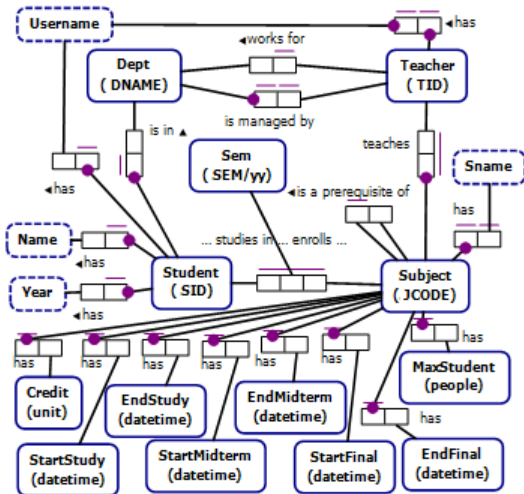 Username
◄has
◄works for
Dept
(DNAME)
Teacher
(TID)
is managed by
is in ▲
Sem
(SEM/yy)
teaches
Sname
◄has
◄is a prerequisite of
has
Name
... studies in ... enrolls ...
◄has
Student
(SID)
Subject
(JCODE)
Year
◄has
has
has
has
has
has
has
has
MaxStudent
(people)
Credit
(unit)
EndStudy
(datetime)
EndMidterm
(datetime)
has
StartStudy
(datetime)
StartMidterm
(datetime)
StartFinal
(datetime)
EndFinal
(datetime)